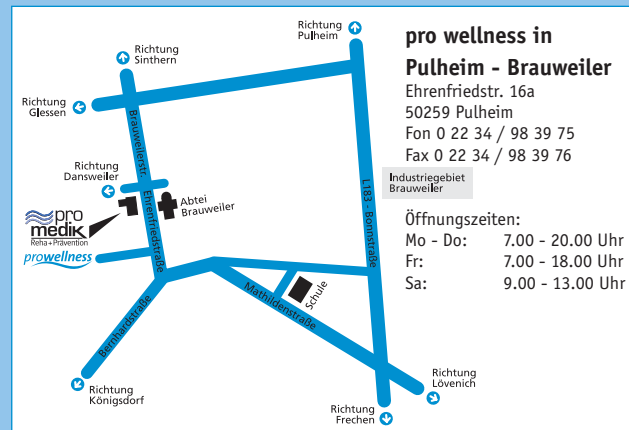 Richtung
Pulheim
Richtung
Sinthern
Richtung
Glessen
Brauweilerstr.
Richtung
Dansweiler
Ehrenfriedstraße
Abtei
Brauweiler
pro
medik
Reha+Prävention
prowellness
L183 - Bonnstraße
Industriegebiet
Brauweiler
Schule
Mathildenstraße
Bernhardstraße
Richtung
Königsdorf
Richtung
Lövenich
Richtung
Frechen
pro wellness in
Pulheim - Brauweiler
Ehrenfriedstr. 16a
50259 Pulheim
Fon 0 22 34 / 98 39 75
Fax 0 22 34 / 98 39 76
Öffnungszeiten:
Mo - Do: 7.00 - 20.00 Uhr
Fr: 7.00 - 18.00 Uhr
Sa: 9.00 - 13.00 Uhr